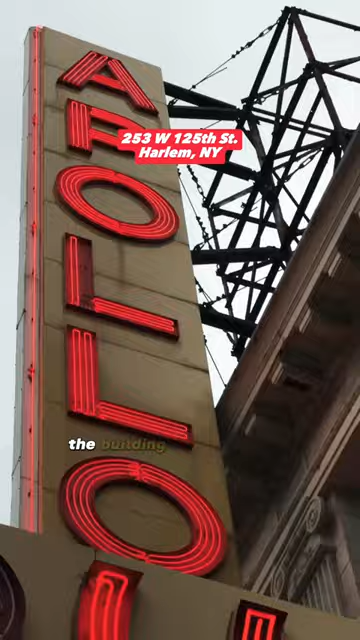 APOLLO
253 W 125th St.
Harlem, NY
the building